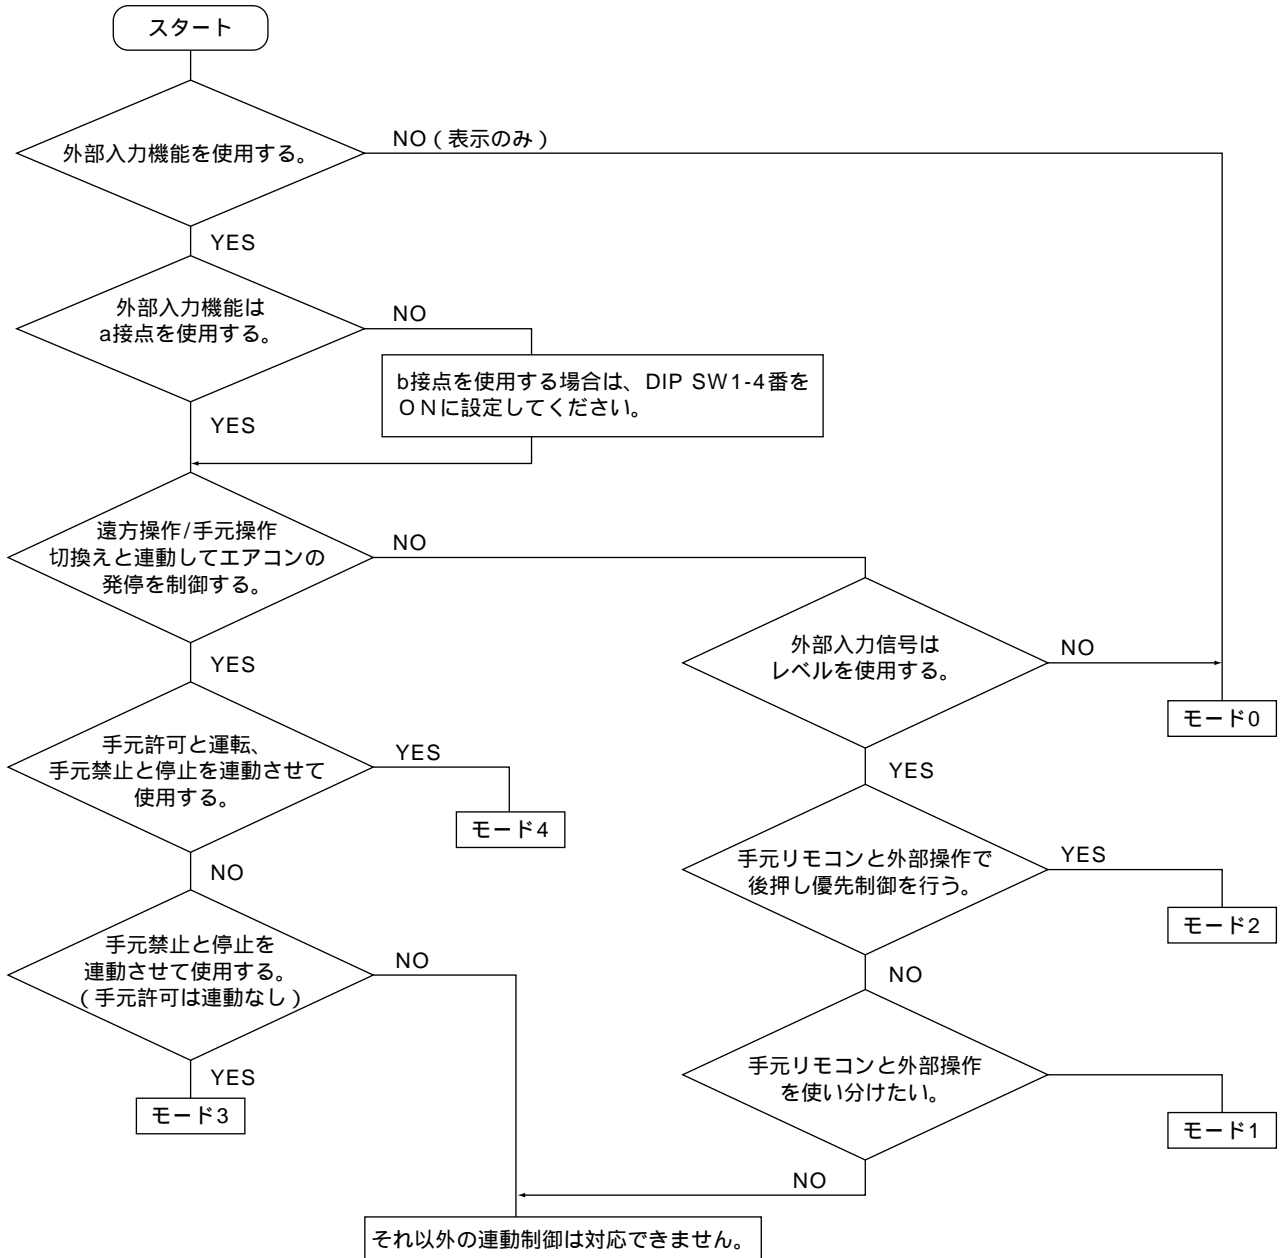 スタート
外部入力機能を使用する。
NO(表示のみ)
YES
外部入力機能は
a接点を使用する。
NO
b接点を使用する場合は、DIP SW1-4番を
ONに設定してください。
YES
遠方操作/手元操作
切換えと連動してエアコンの
発停を制御する。
NO
YES
外部入力信号は
レベルを使用する。
NO
モード0
手元許可と運転、
手元禁止と停止を連動させて
使用する。
YES
モード4
YES
NO
手元リモコンと外部操作で
後押し優先制御を行う。
YES
モード2
手元禁止と停止を
連動させて使用する。
(手元許可は連動なし)
NO
NO
YES
モード3
手元リモコンと外部操作
を使い分けたい。
モード1
NO
それ以外の連動制御は対応できません。